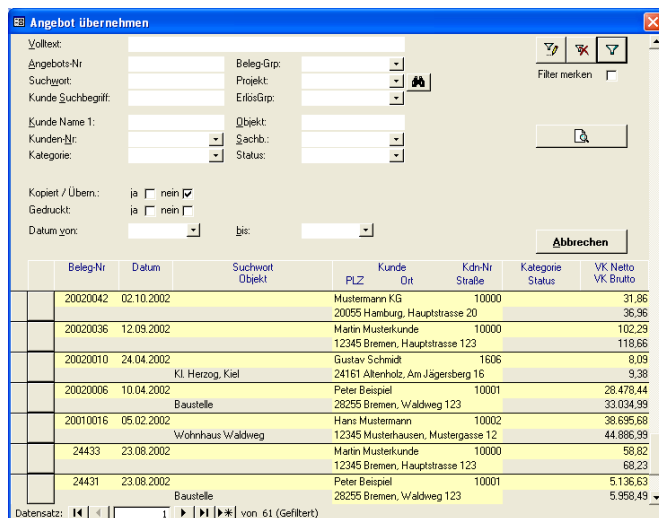 Angebot übernehmen
Volltext:
Angebots-Nr Beleg-Grp:
Suchwort: Projekt: Filter merken
Kunde Suchbegriff: ErlösGrp:
Kunde Name 1: Objekt:
Kunden-Nr: Sachb.:
Kategorie: Status:
Kopiert / Übern.: ja nein
Gedruckt: ja nein
Datum von: bis: Abbrechen
Beleg-Nr Datum Suchwort Kunde Kdn-Nr Kategorie VK Netto
Objekt PLZ Ort Straße Status VK Brutto
20020042 02.10.2002 Mustermann KG 10000 31,86
20055 Hamburg, Hauptstrasse 20 36,96
20020036 12.09.2002 Martin Musterkunde 10000 102,29
12345 Bremen, Hauptstrasse 123 118,66
20020010 24.04.2002 Gustav Schmidt 1606 8,09
Kl. Herzog, Kiel 24161 Altenholz, Am Jägersberg 16 9,38
20020006 10.04.2002 Peter Beispiel 10001 28.478,44
Baustelle 28255 Bremen, Waldweg 123 33.034,99
20010016 05.02.2002 Hans Mustermann 10002 38.695,68
Wohnhaus Waldweg 12345 Musterhausen, Mustergasse 12 44.886,99
24433 23.08.2002 Martin Musterkunde 10000 58,82
12345 Bremen, Hauptstrasse 123 68,23
24431 23.08.2002 Peter Beispiel 10001 5.136,63
Baustelle 28255 Bremen, Waldweg 123 5.958,49
Datensatz: 1 von 61 (Gefiltert)